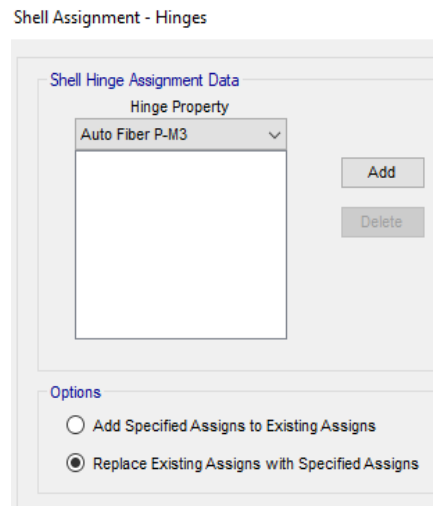 Shell Assignment - Hinges
Shell Hinge Assignment Data
Hinge Property
Auto Fiber P-M3
Add
Delete
Options
Add Specified Assigns to Existing Assigns
Replace Existing Assigns with Specified Assigns